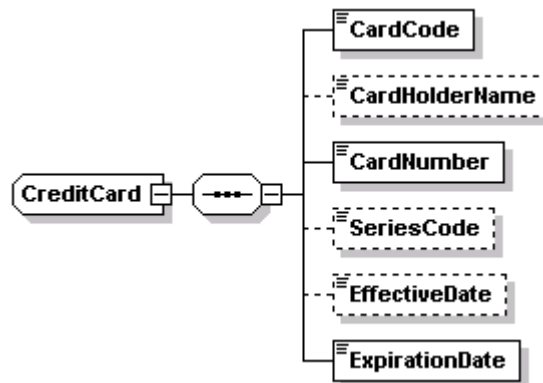 CardCode
CardHolderName
CardNumber
CreditCard
SeriesCode
EffectiveDate
ExpirationDate